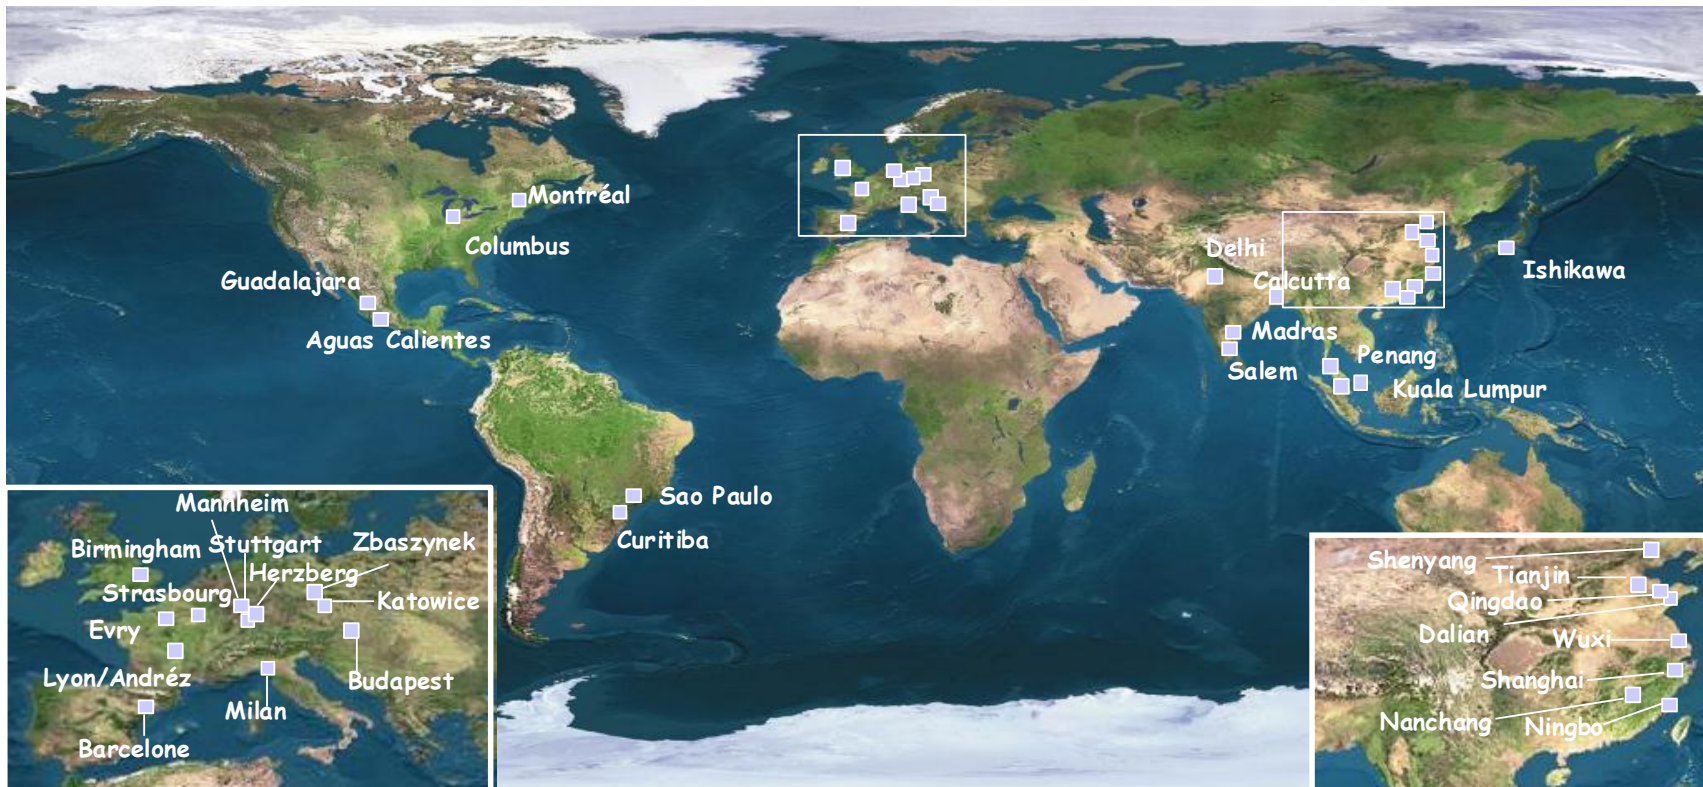 Montréal
Columbus
Guadalajara
Aguas Calientes
Delhi
Calcutta
Ishikawa
Madras
Salem
Penang
Kuala Lumpur
Sao Paulo
Curitiba
Mannheim
Birmingham
Stuttgart
Zbaszynek
Herzberg
Strasbourg
Katowice
Evry
Lyon/Andréz
Budapest
Milan
Barcelone
Shenyang
Tianjin
Qingdao
Dalian
Wuxi
Shanghai
Nanchang
Ningbo